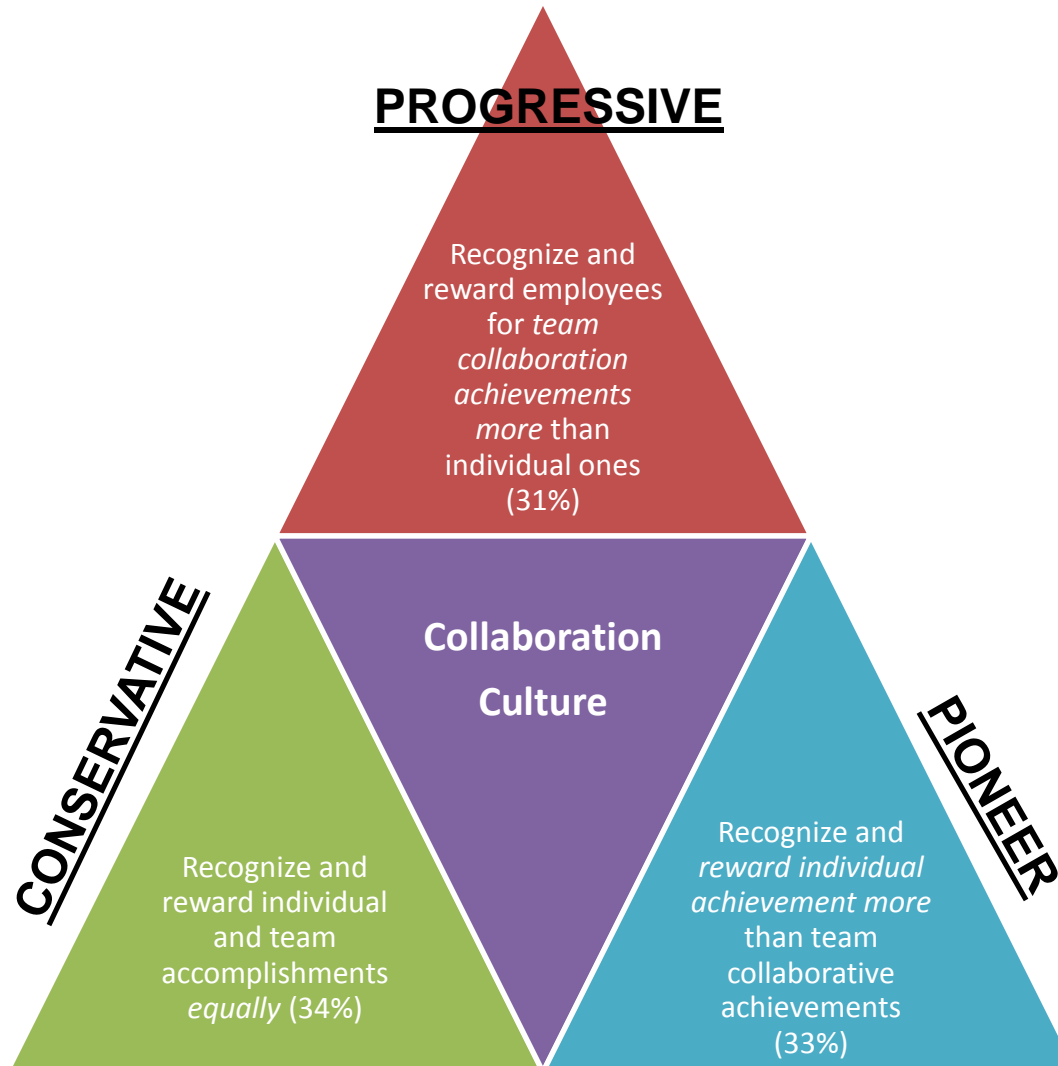 PROGRESSIVE
Recognize and
reward employees
for team
collaboration
achievements
more than
individual ones
(31%)
Collaboration
Culture
CONSERVATIVE
Recognize and
reward individual
and team
accomplishments
equally (34%)
PIONEER
Recognize and
reward individual
achievement more
than team
collaborative
achievements
(33%)